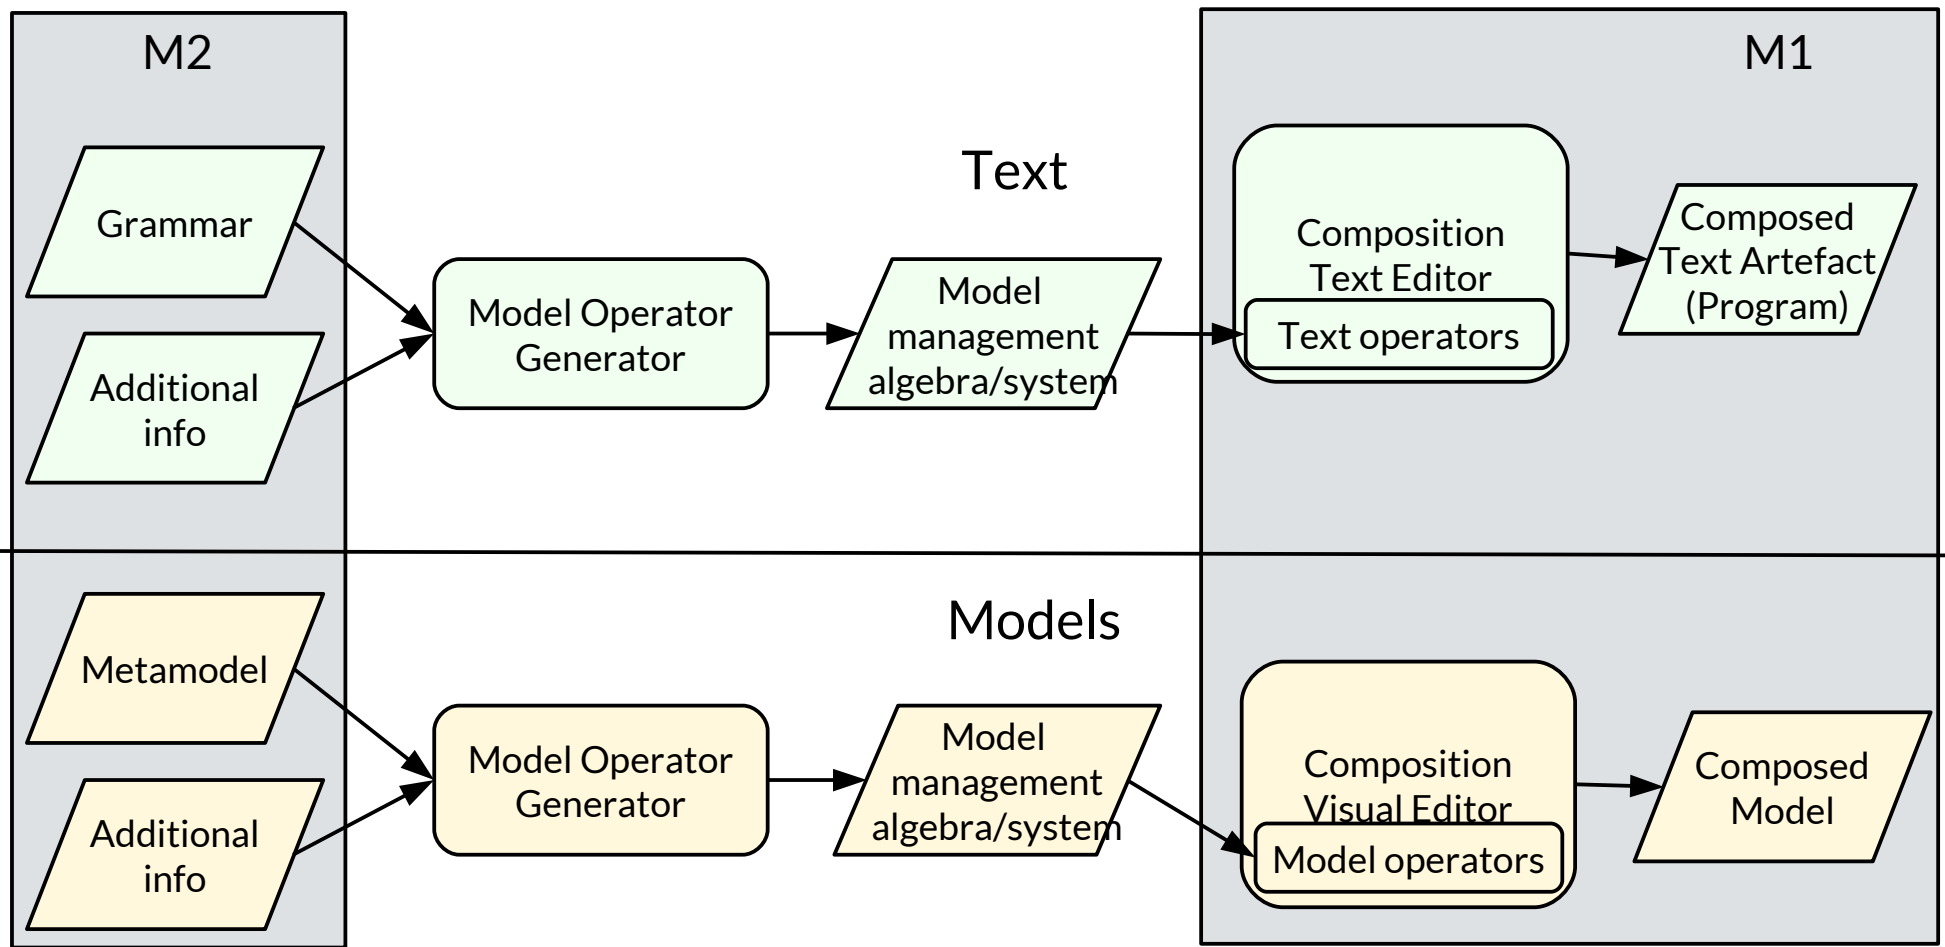 M2
M1
Text
Grammar
Additional
info
Model Operator
Generator
Model
management
algebra/system
Composition
Text Editor
Text operators
Composed
Text Artefact
(Program)
Models
Metamodel
Additional
info
Model Operator
Generator
Model
management
algebra/system
Composition
Visual Editor
Model operators
Composed
Model